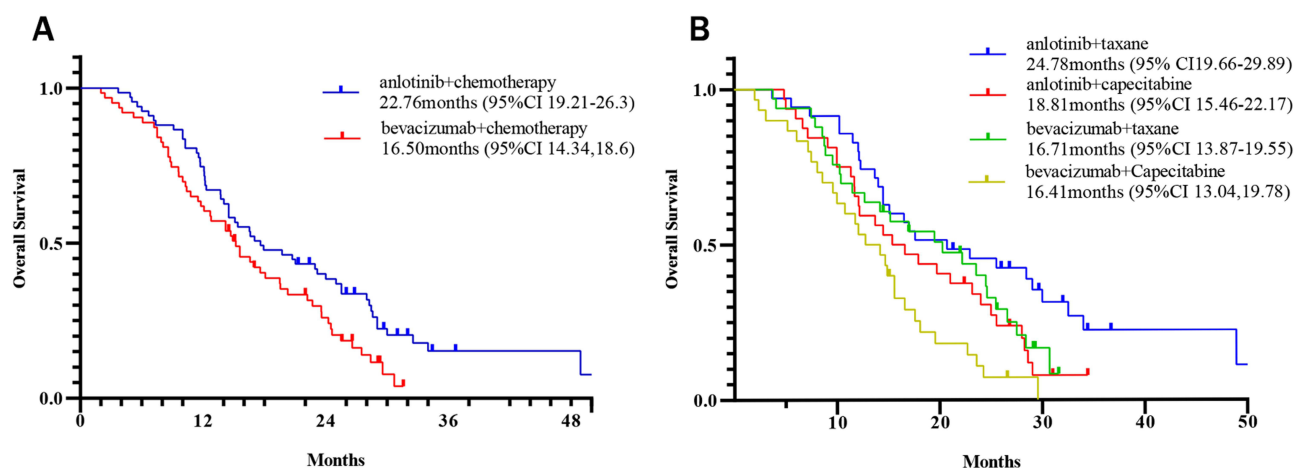 A
Overall Survival
1.0
0.5
0.0
0
12
24
36
48
Months
anlotinib+chemotherapy
22.76months (95%CI 19.21-26.3)
bevacizumab+chemotherapy
16.50months (95%CI 14.34,18.6)
B
Overall Survival
1.0
0.5
0.0
10
20
30
40
50
Months
anlotinib+taxane
24.78months (95% CI19.66-29.89)
anlotinib+capecitabine
18.81months (95%CI 15.46-22.17)
bevacizumab+taxane
16.71months (95%CI 13.87-19.55)
bevacizumab+Capecitabine
16.41months (95%CI 13.04,19.78)